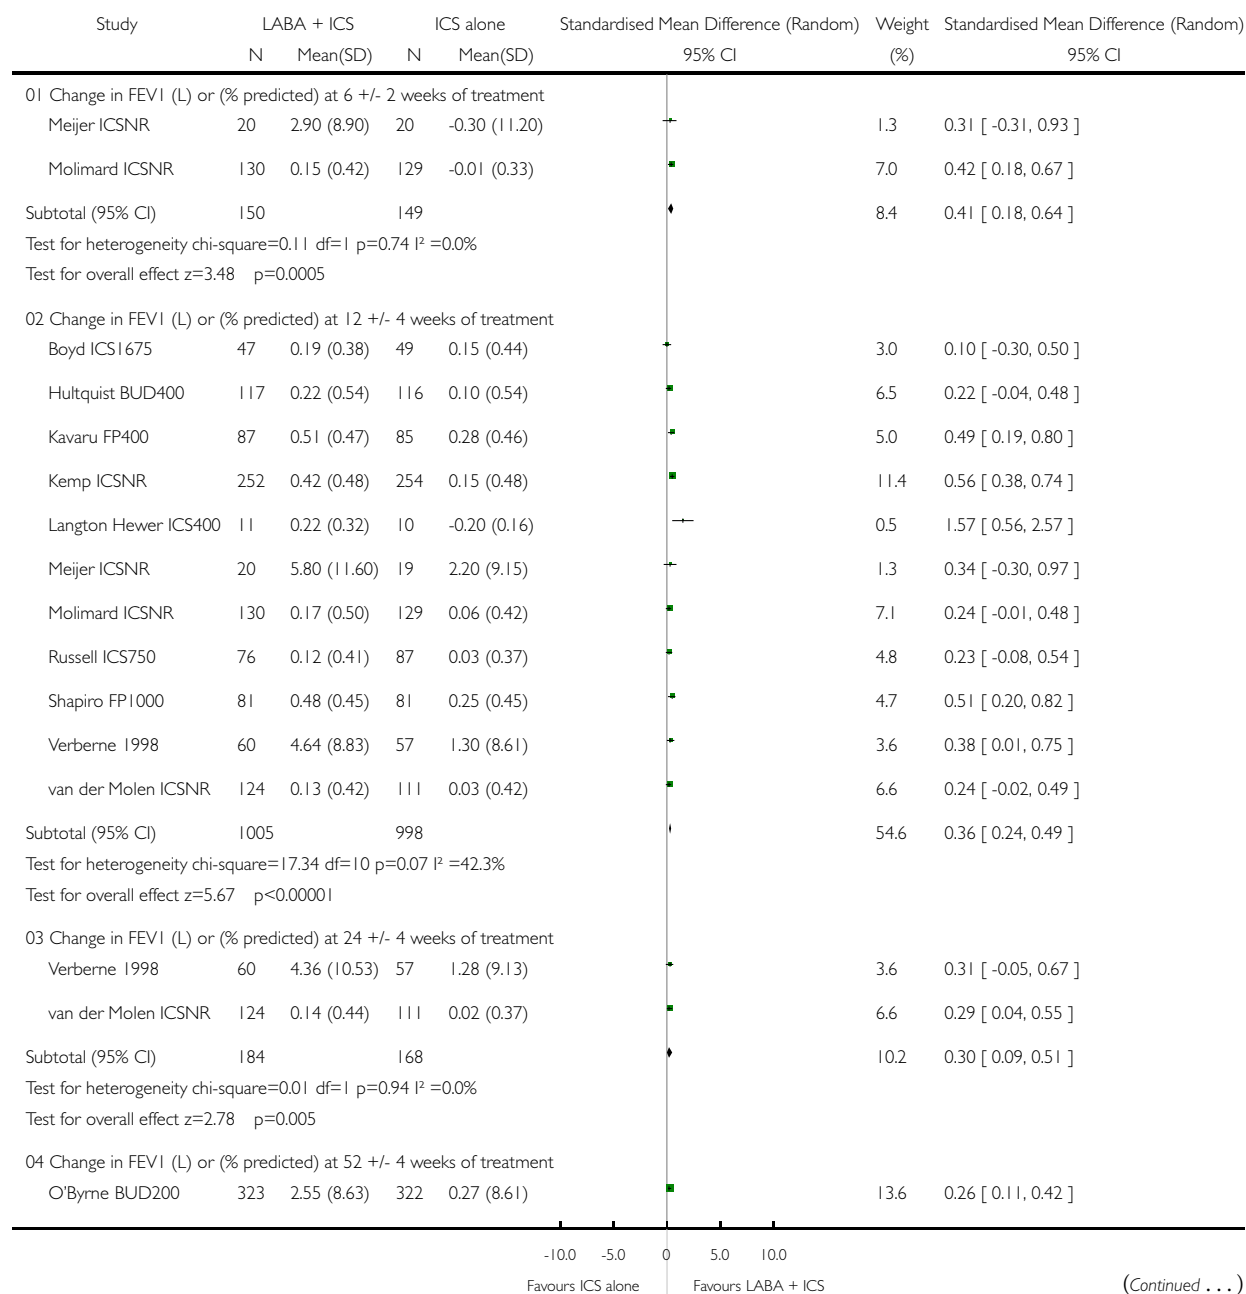 Study LABA + ICS ICS alone Standardised Mean Difference (Random) Weight Standardised Mean Difference (Random)
N Mean(SD) N Mean(SD) 95% CI (%) 95% CI
01 Change in FEV1 (L) or (% predicted) at 6 +/- 2 weeks of treatment
Meijer ICSNR 20 2.90 (8.90) 20 -0.30 (11.20) 1.3 0.31 [ -0.31, 0.93 ]
Molimard ICSNR 130 0.15 (0.42) 129 -0.01 (0.33) 7.0 0.42 [ 0.18, 0.67 ]
Subtotal (95% CI) 150 149 8.4 0.41 [ 0.18, 0.64 ]
Test for heterogeneity chi-square=0.11 df=1 p=0.74 I² =0.0%
Test for overall effect z=3.48 p=0.0005
02 Change in FEV1 (L) or (% predicted) at 12 +/- 4 weeks of treatment
Boyd ICS1675 47 0.19 (0.38) 49 0.15 (0.44) 3.0 0.10 [ -0.30, 0.50 ]
Hultquist BUD400 117 0.22 (0.54) 116 0.10 (0.54) 6.5 0.22 [ -0.04, 0.48 ]
Kavaru FP400 87 0.51 (0.47) 85 0.28 (0.46) 5.0 0.49 [ 0.19, 0.80 ]
Kemp ICSNR 252 0.42 (0.48) 254 0.15 (0.48) 11.4 0.56 [ 0.38, 0.74 ]
Langton Hewer ICS400 11 0.22 (0.32) 10 -0.20 (0.16) 0.5 1.57 [ 0.56, 2.57 ]
Meijer ICSNR 20 5.80 (11.60) 19 2.20 (9.15) 1.3 0.34 [ -0.30, 0.97 ]
Molimard ICSNR 130 0.17 (0.50) 129 0.06 (0.42) 7.1 0.24 [ -0.01, 0.48 ]
Russell ICS750 76 0.12 (0.41) 87 0.03 (0.37) 4.8 0.23 [ -0.08, 0.54 ]
Shapiro FP1000 81 0.48 (0.45) 81 0.25 (0.45) 4.7 0.51 [ 0.20, 0.82 ]
Verberne 1998 60 4.64 (8.83) 57 1.30 (8.61) 3.6 0.38 [ 0.01, 0.75 ]
van der Molen ICSNR 124 0.13 (0.42) 111 0.03 (0.42) 6.6 0.24 [ -0.02, 0.49 ]
Subtotal (95% CI) 1005 998 54.6 0.36 [ 0.24, 0.49 ]
Test for heterogeneity chi-square=17.34 df=10 p=0.07 I² =42.3%
Test for overall effect z=5.67 p<0.00001
03 Change in FEV1 (L) or (% predicted) at 24 +/- 4 weeks of treatment
Verberne 1998 60 4.36 (10.53) 57 1.28 (9.13) 3.6 0.31 [ -0.05, 0.67 ]
van der Molen ICSNR 124 0.14 (0.44) 111 0.02 (0.37) 6.6 0.29 [ 0.04, 0.55 ]
Subtotal (95% CI) 184 168 10.2 0.30 [ 0.09, 0.51 ]
Test for heterogeneity chi-square=0.01 df=1 p=0.94 I² =0.0%
Test for overall effect z=2.78 p=0.005
04 Change in FEV1 (L) or (% predicted) at 52 +/- 4 weeks of treatment
O'Byrne BUD200 323 2.55 (8.63) 322 0.27 (8.61) 13.6 0.26 [ 0.11, 0.42 ]
-10.0 -5.0 0 5.0 10.0
Favours ICS alone Favours LABA + ICS (Continued . . . )